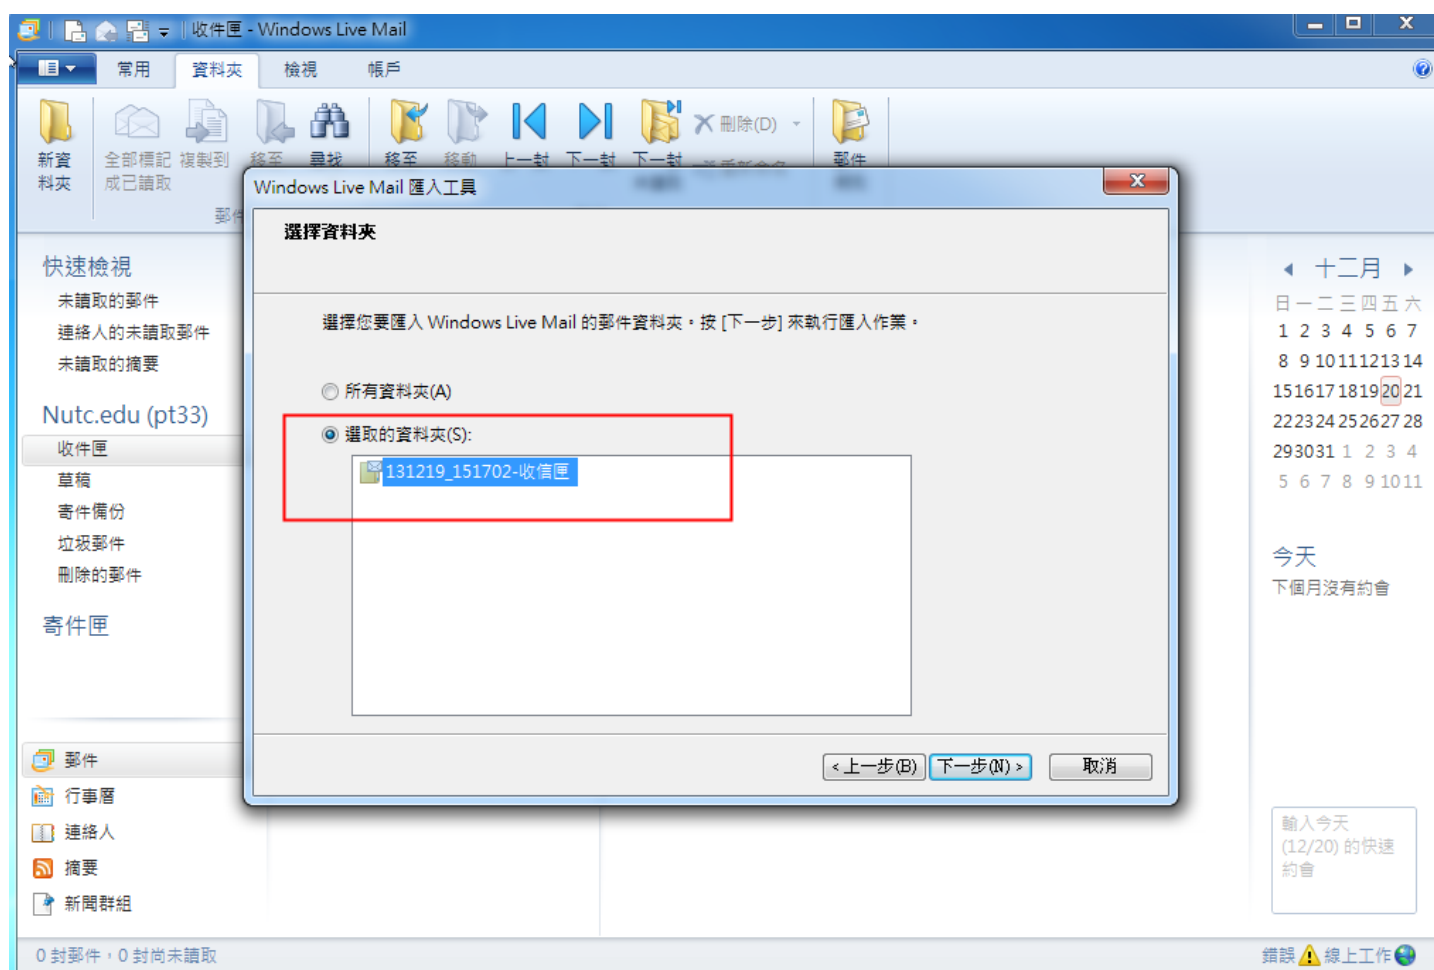 收件匣 - Windows Live Mail
常用 資料夾 檢視 帳戶
新資料夾
全部標記成已讀取
複製到
移至
尋找
移至
移動
上一封
下一封
下一封
刪除(D)
重新命名
郵件
Windows Live Mail 匯入工具
選擇資料夾
選擇您要匯入 Windows Live Mail 的郵件資料夾。按 [下一步] 來執行匯入作業。
所有資料夾(A)
選取的資料夾(S):
131219_151702-收信匣
<上一步(B) 下一步(N)> 取消
快速檢視
未讀取的郵件
連絡人的未讀取郵件
未讀取的摘要
Nutc.edu (pt33)
收件匣
草稿
寄件備份
垃圾郵件
刪除的郵件
寄件匣
郵件
行事曆
連絡人
摘要
新聞群組
十二月
日 一 二 三 四 五 六
1 2 3 4 5 6 7
8 9 10 11 12 13 14
15 16 17 18 19 20 21
22 23 24 25 26 27 28
29 30 31 1 2 3 4
5 6 7 8 9 10 11
今天
下個月沒有約會
輸入今天
(12/20) 的快速
約會
0 封郵件，0 封尚未讀取
錯誤 線上工作